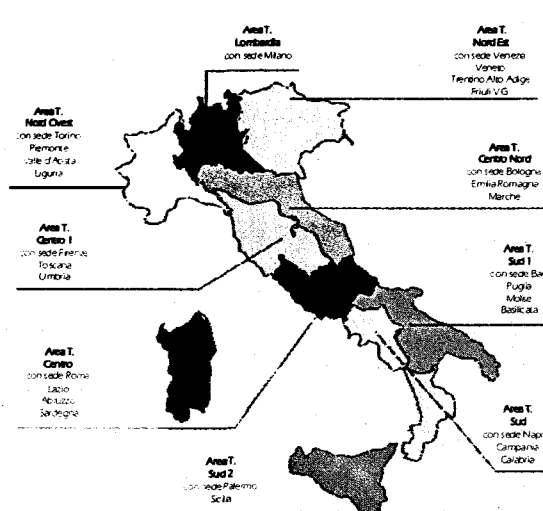 Area T.
Lombardia
con sede Milano
Area T.
Nord Est
con sede Venezia
Veneto
Trentino Alto Adige
Friuli V.G.
Area T.
Nord Ovest
con sede Torino
Piemonte
Valle d'Aosta
Liguria
Area T.
Centro Nord
con sede Bologna
Emilia Romagna
Marche
Area T.
Centro 1
con sede Firenze
Toscana
Umbria
Area T.
Sud 1
con sede Ba
Puglia
Molise
Basilicata
Area T.
Centro
con sede Roma
Lazio
Abruzzo
Sardegna
Area T.
Sud
con sede Napo
Campania
Calabria
Area T.
Sud 2
con sede Palermo
Sicilia